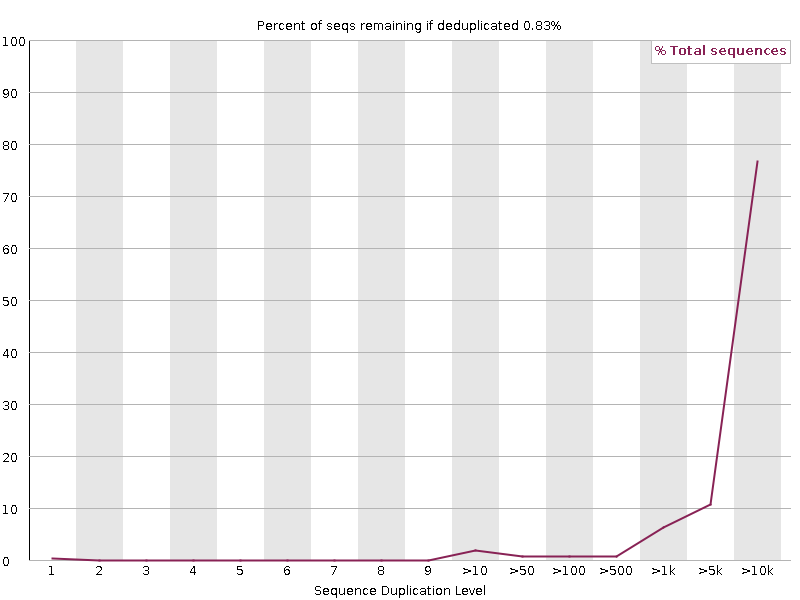 Percent of seqs remaining if deduplicated 0.83%
% Total sequences
100
90
80
70
60
50
40
30
20
10
0
1 2 3 4 5 6 7 8 9 >10 >50 >100 >500 >1k >5k >10k
Sequence Duplication Level